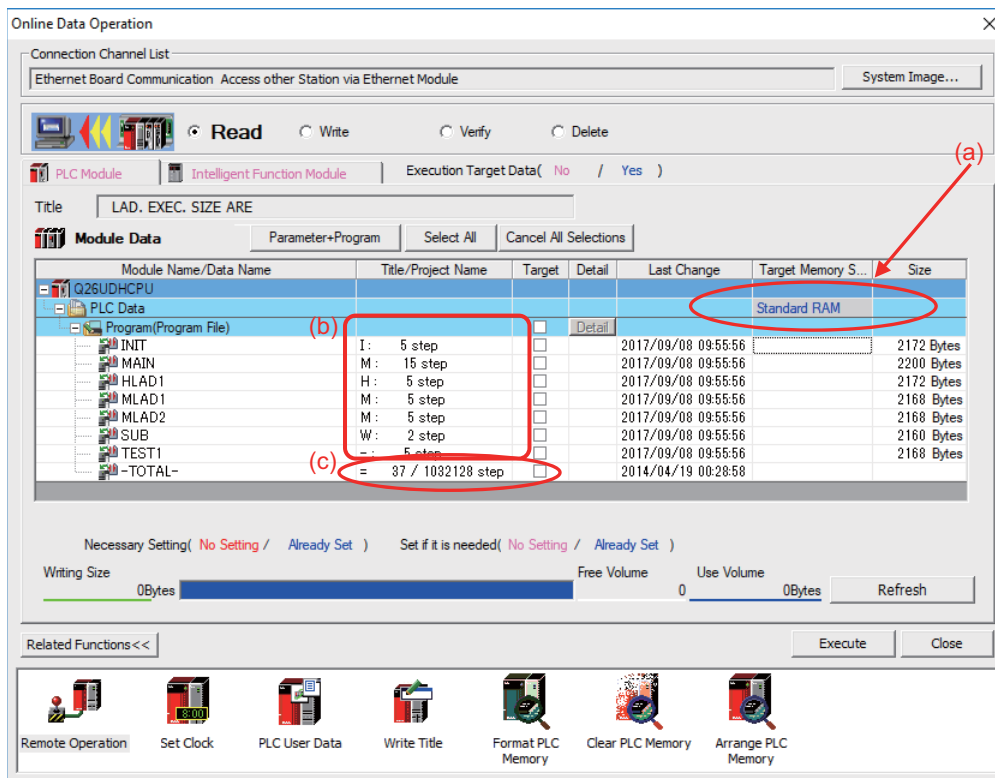 Online Data Operation
Connection Channel List
Ethernet Board Communication Access other Station via Ethernet Module
System Image...
Read Write Verify Delete
(a)
PLC Module Intelligent Function Module Execution Target Data( No / Yes )
Title LAD. EXEC. SIZE ARE
Module Data Parameter+Program Select All Cancel All Selections
Module Name/Data Name Title/Project Name Target Detail Last Change Target Memory S... Size
Q26UDHCPU
PLC Data Standard RAM
Program(Program File) (b) Detail
INIT I: 5 step 2017/09/08 09:55:56 2172 Bytes
MAIN M: 15 step 2017/09/08 09:55:56 2200 Bytes
HLAD1 H: 5 step 2017/09/08 09:55:56 2172 Bytes
MLAD1 M: 5 step 2017/09/08 09:55:56 2168 Bytes
MLAD2 M: 5 step 2017/09/08 09:55:56 2168 Bytes
SUB W: 2 step 2017/09/08 09:55:56 2160 Bytes
TEST1 -: 5 step 2017/09/08 09:55:56 2168 Bytes
(c)
-TOTAL- = 37 / 1032128 step 2014/04/19 00:28:58
Necessary Setting( No Setting / Already Set ) Set if it is needed( No Setting / Already Set )
Writing Size Free Volume Use Volume
0Bytes 0 0Bytes Refresh
Related Functions<< Execute Close
8:00
Remote Operation Set Clock PLC User Data Write Title Format PLC Memory Clear PLC Memory Arrange PLC Memory